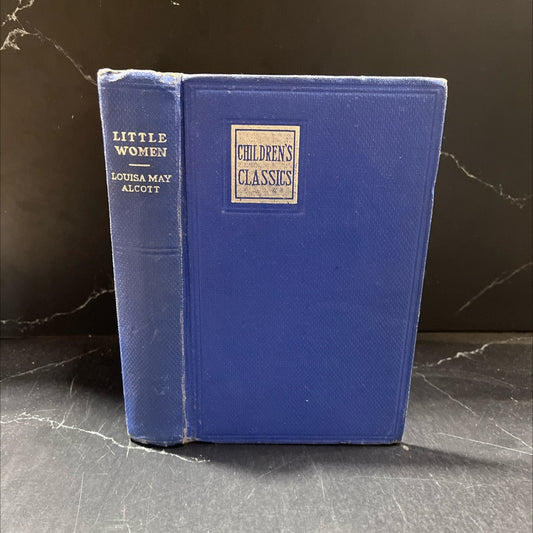 LITTLE
WOMEN
LOUISA MAY
ALCOTT
CHILDREN'S
CLASSICS